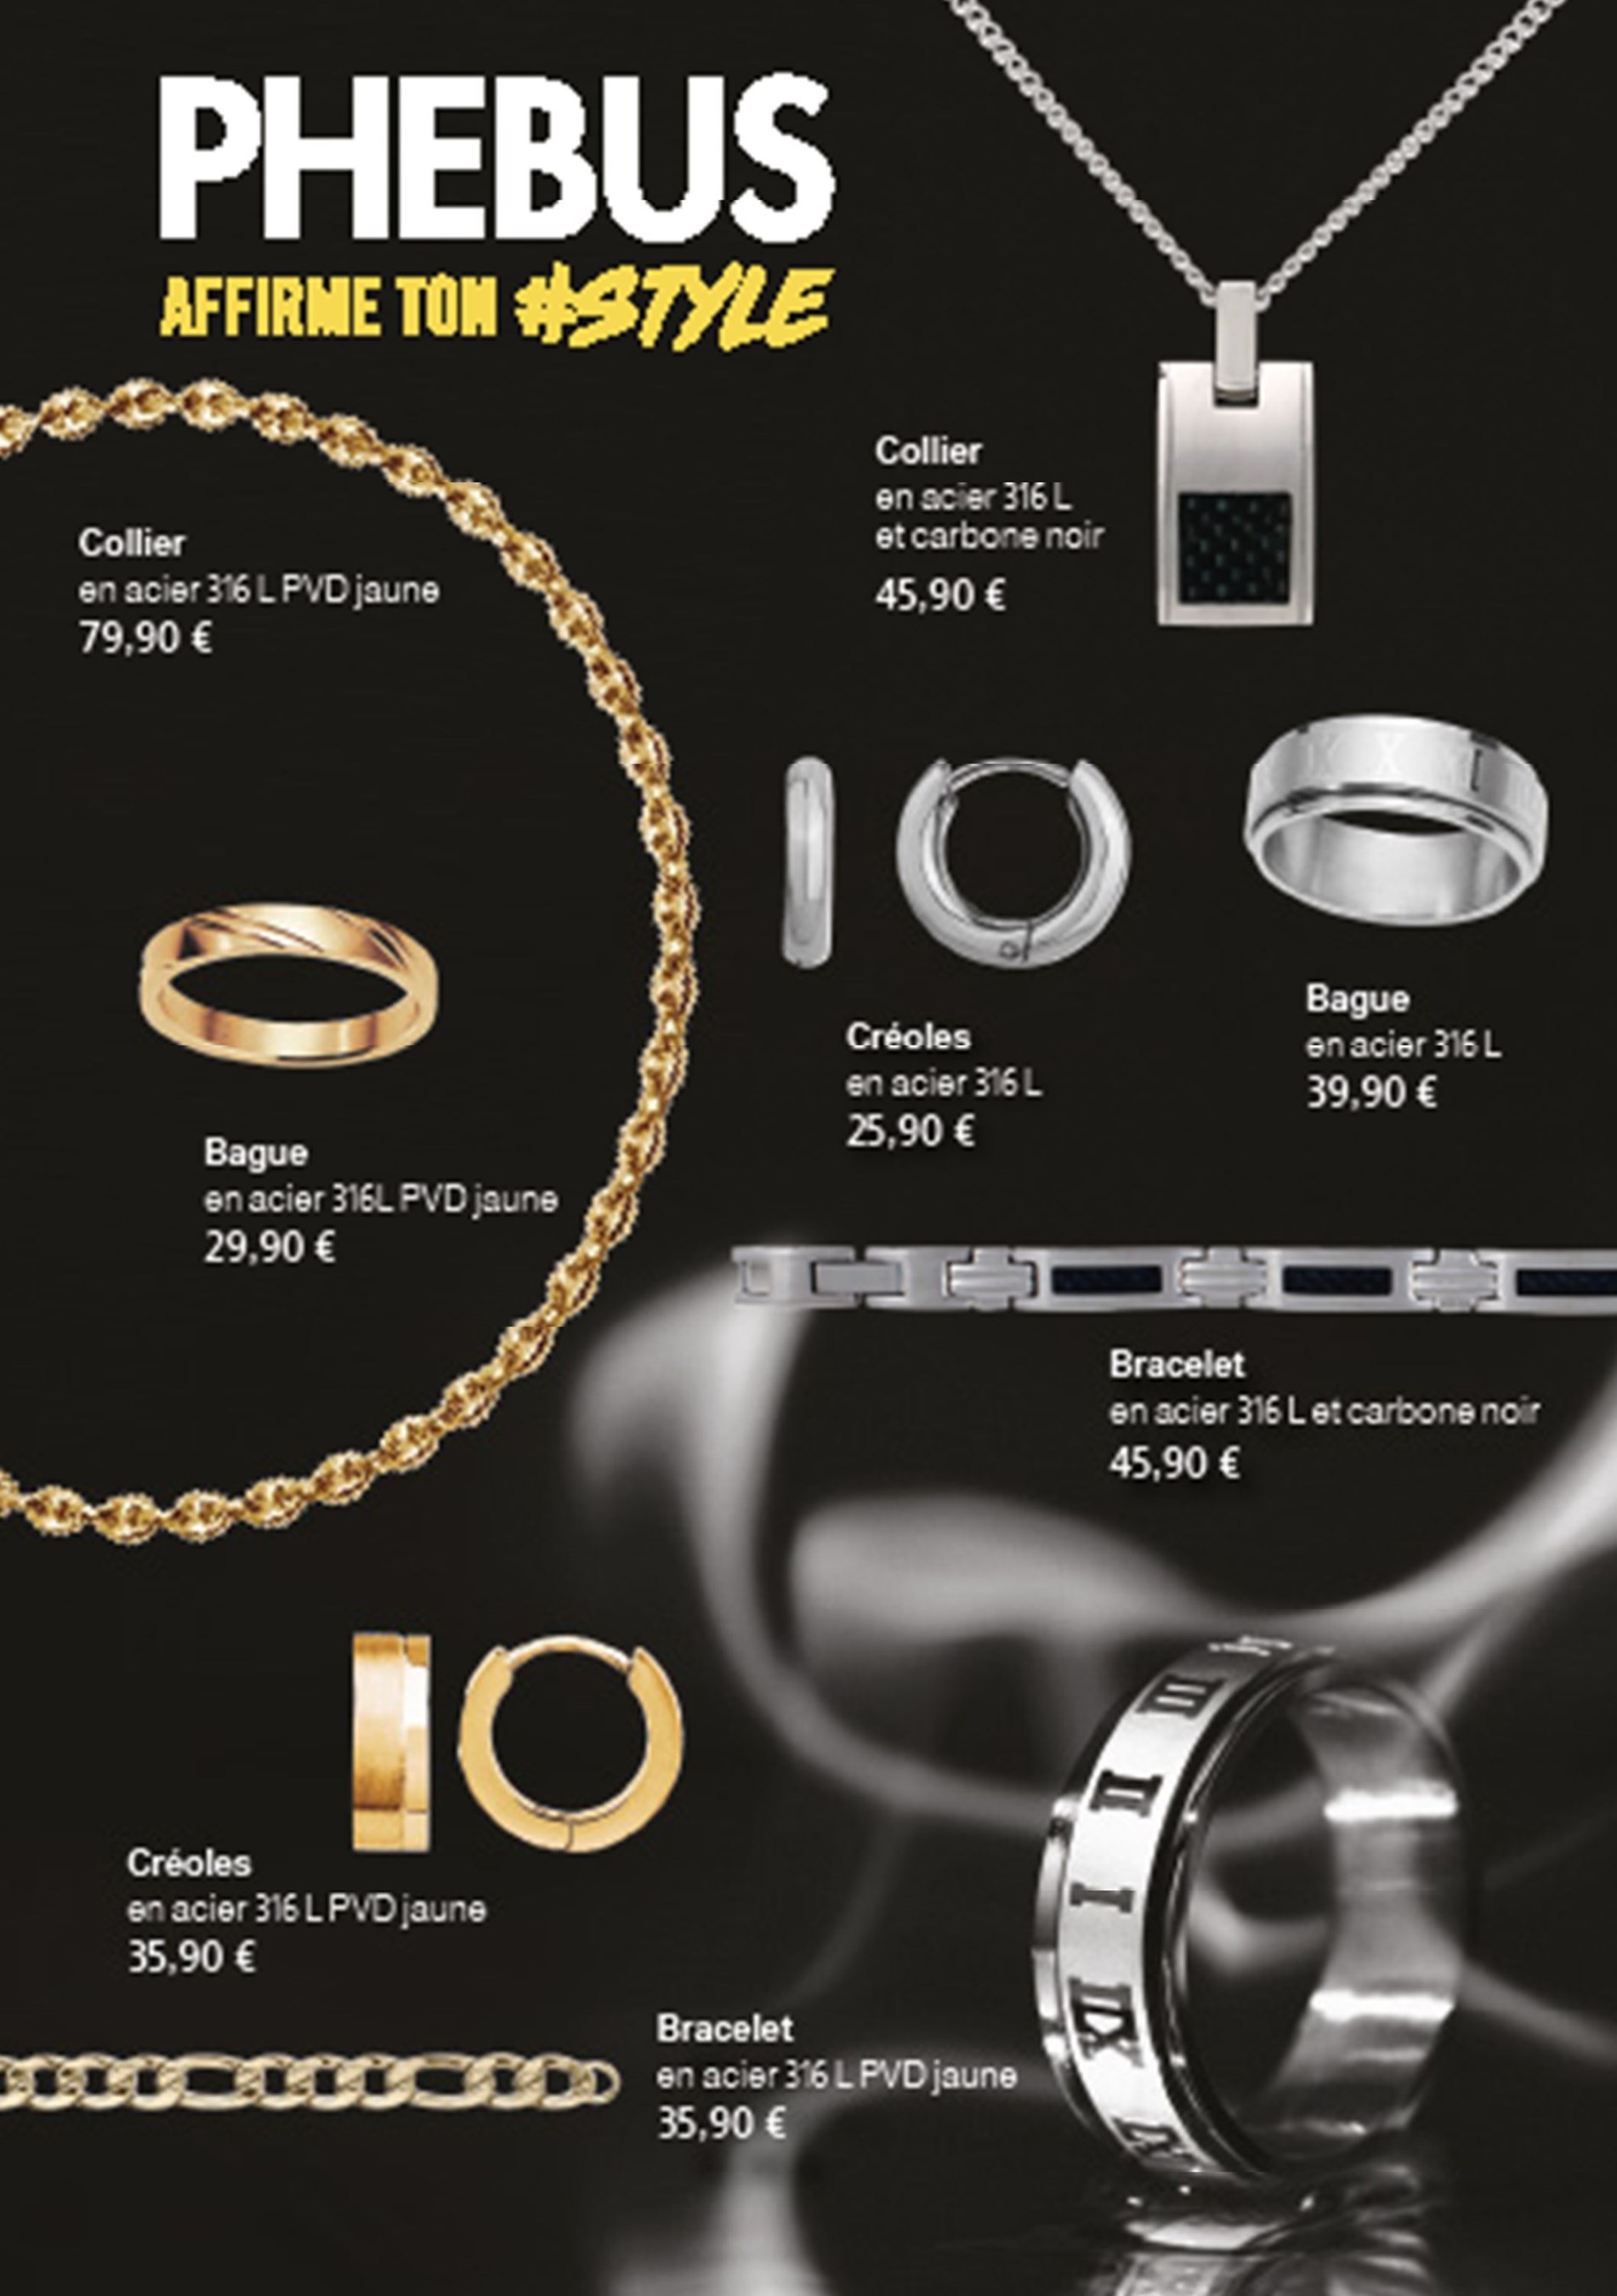 PHEBUS
AFFIRME TON #STYLE
Collier
en acier 316 L
et carbone noir
45,90 €
Collier
en acier 316 L PVD jaune
79,90 €
X I
Créoles
en acier 316 L
25,90 €
Bague
en acier 316 L
39,90 €
Bague
en acier 316L PVD jaune
29,90 €
Bracelet
en acier 316 L et carbone noir
45,90 €
Créoles
en acier 316 L PVD jaune
35,90 €
III
II
I
XII
Bracelet
en acier 316 L PVD jaune
35,90 €